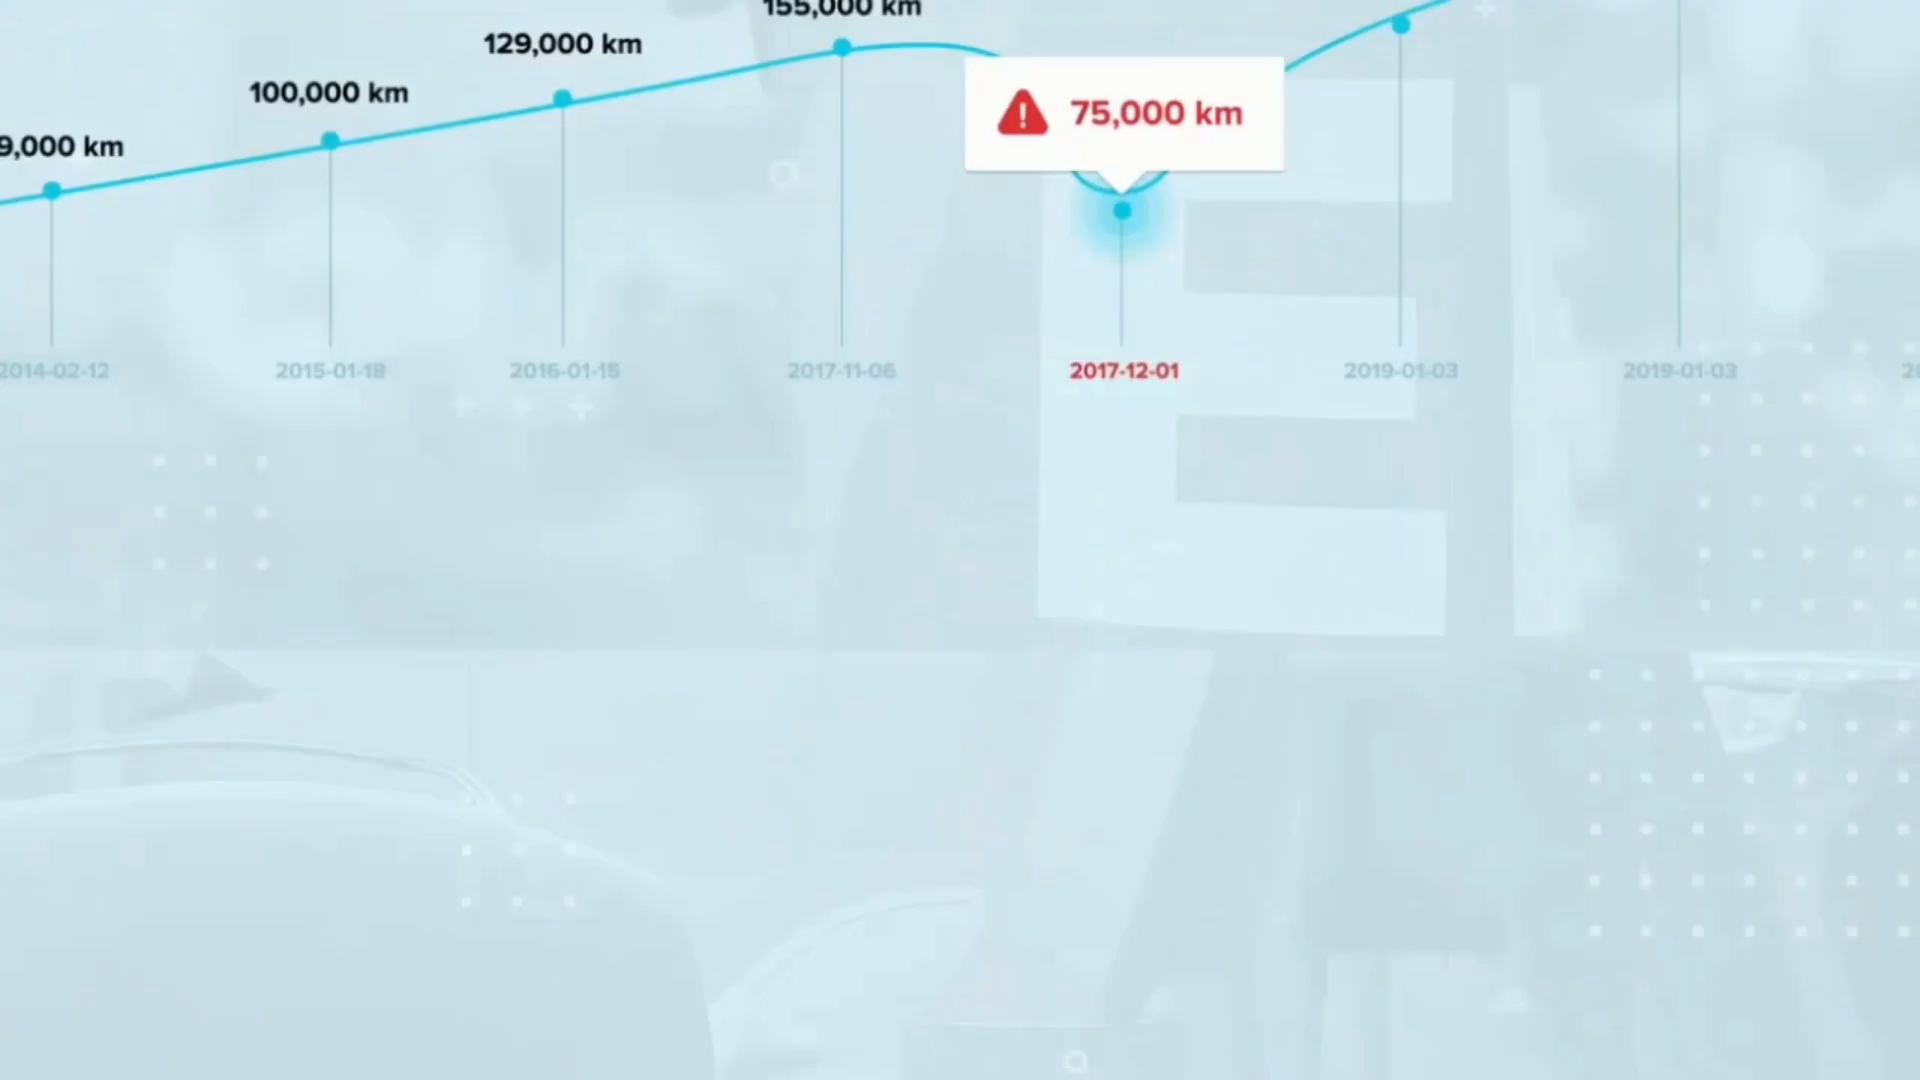 155,000 km
129,000 km
100,000 km
9,000 km
75,000 km
2014-02-12
2015-01-18
2016-01-15
2017-11-06
2017-12-01
2019-01-03
2019-01-03